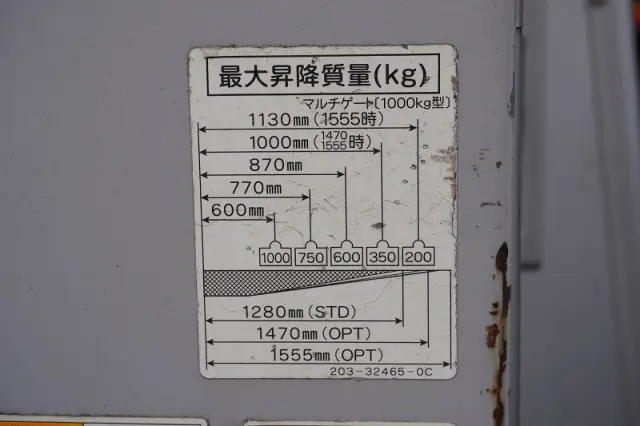 最大昇降質量(kg)
マルチゲート〔1000kg型〕
1130mm(1555時)
1000mm(1470 1555時)
870mm
770mm
600mm
1000 750 600 350 200
1280mm(STD)
1470mm(OPT)
1555mm(OPT)
203-32465-0C